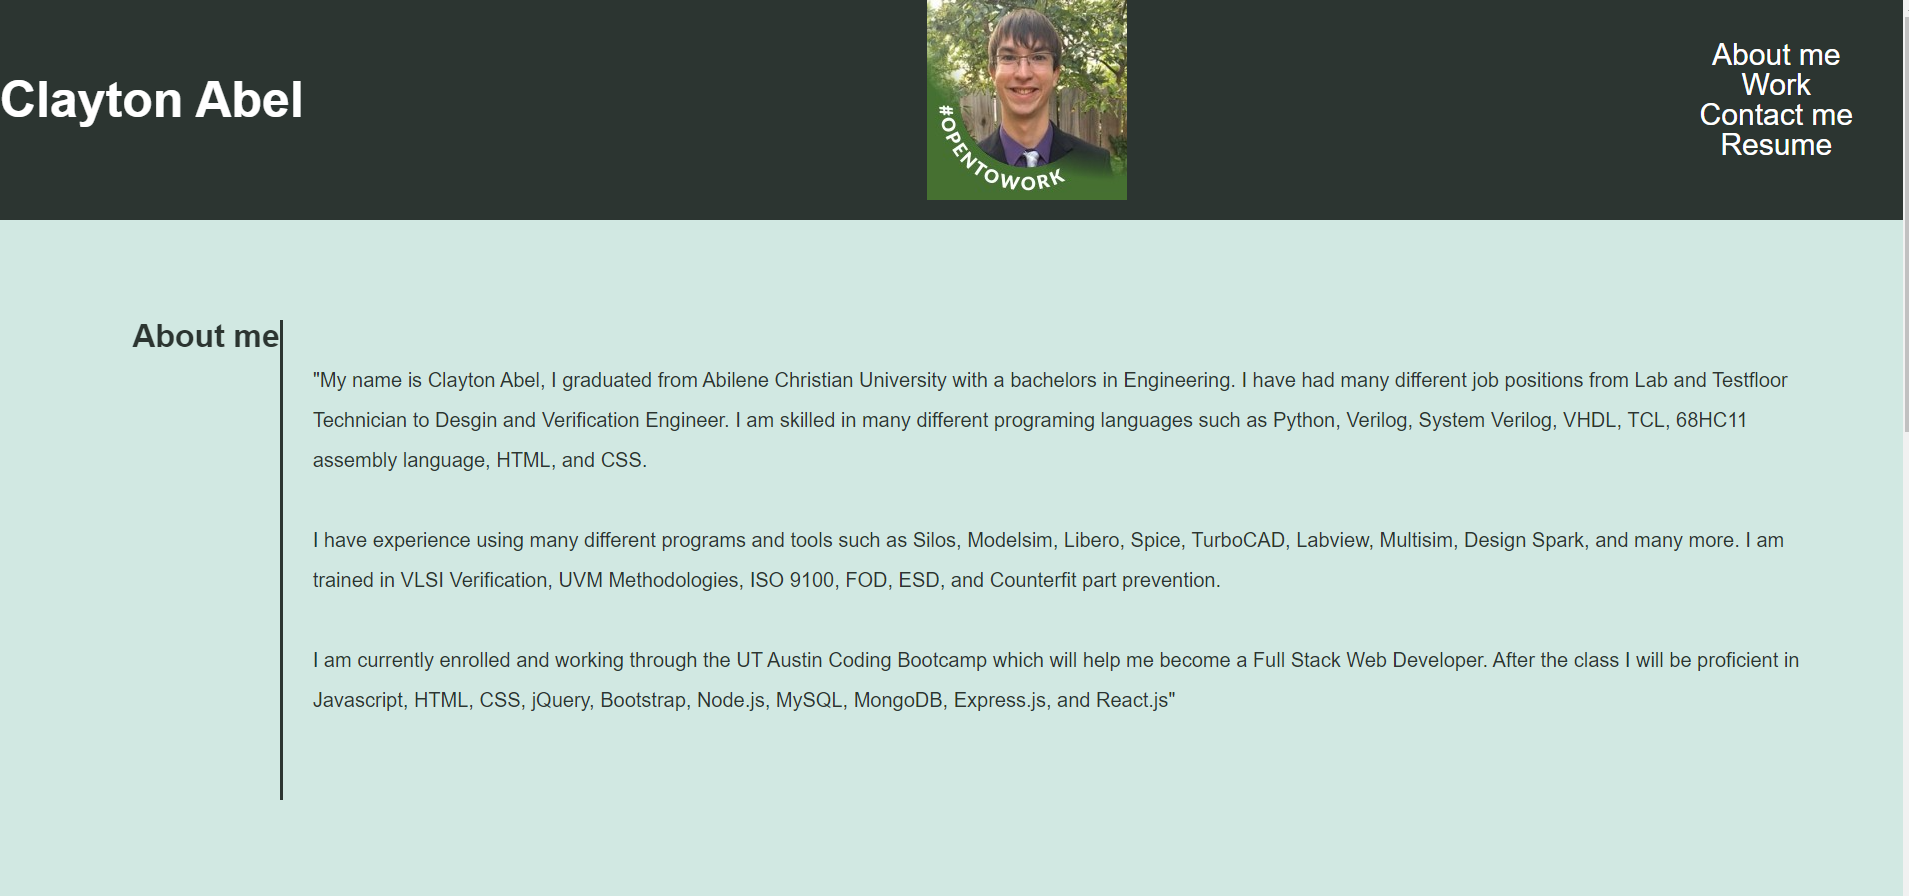 Clayton Abel
#OPENTOWORK
About me
Work
Contact me
Resume
About me
"My name is Clayton Abel, I graduated from Abilene Christian University with a bachelors in Engineering. I have had many different job positions from Lab and Testfloor
Technician to Desgin and Verification Engineer. I am skilled in many different programing languages such as Python, Verilog, System Verilog, VHDL, TCL, 68HC11
assembly language, HTML, and CSS.
I have experience using many different programs and tools such as Silos, Modelsim, Libero, Spice, TurboCAD, Labview, Multisim, Design Spark, and many more. I am
trained in VLSI Verification, UVM Methodologies, ISO 9100, FOD, ESD, and Counterfit part prevention.
I am currently enrolled and working through the UT Austin Coding Bootcamp which will help me become a Full Stack Web Developer. After the class I will be proficient in
Javascript, HTML, CSS, jQuery, Bootstrap, Node.js, MySQL, MongoDB, Express.js, and React.js"